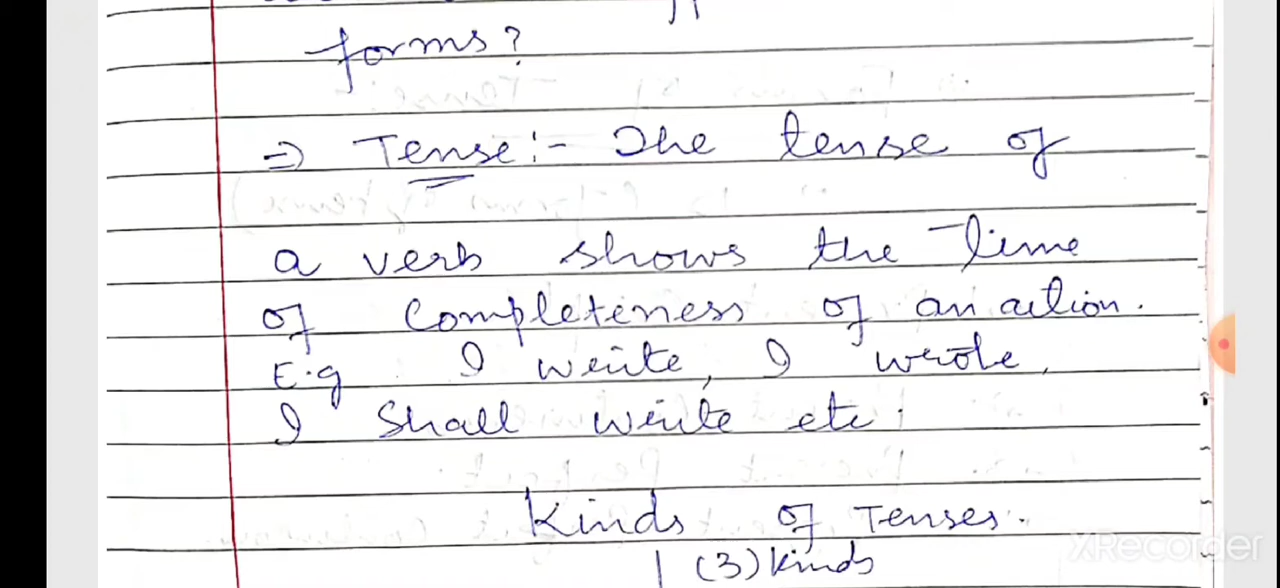 forms?
⇒ Tense:- The tense of
a verb shows the Time
of Completeness of an action.
E.g I write, I wrote,
I Shall write etc.
Kinds of Tenses.
(3) kinds
XRecorder